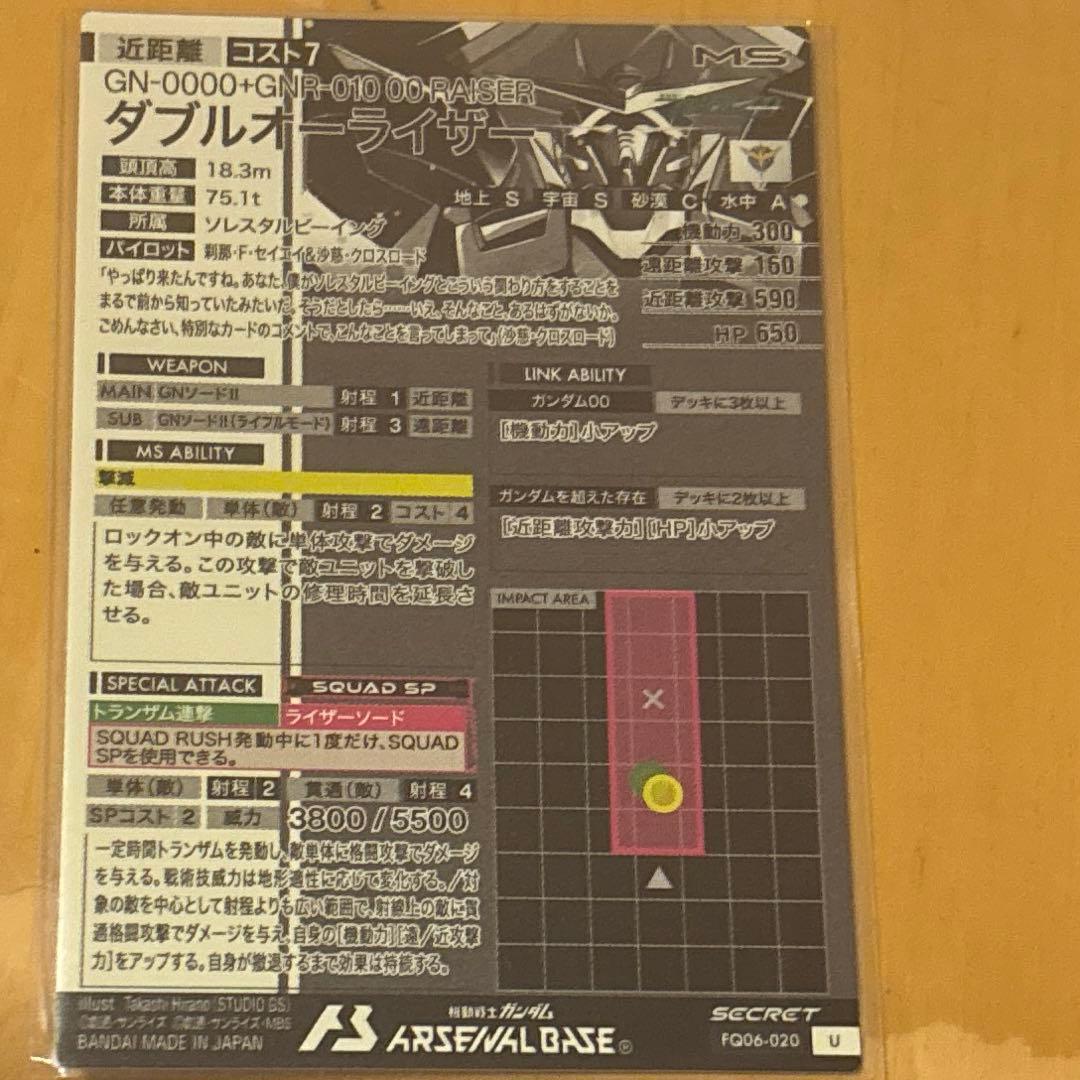 近距離 コスト7
MS
GN-0000+GNR-010 00 RAISER
ダブルオーライザー
頭頂高 18.3m
本体重量 75.1t
所属 ソレスタルビーイング
パイロット 刹那・F・セイエイ&沙慈・クロスロード
地上 S 宇宙 S 砂漠 C 水中 A
機動力 300
遠距離攻撃 160
近距離攻撃 590
HP 650
「やっぱり来たんですね。あなた、僕がソレスタルビーイングとこういう関わり方をすることを
まるで前から知っていたみたいだ。そうだとしたら……いえ、そんなこと、あるはずがないか。
ごめんなさい、特別なカードのコメントで、こんなことを言ってしまって」(沙慈・クロスロード)
WEAPON
MAIN GNソードII 射程 1 近距離
SUB GNソードII(ライフルモード) 射程 3 遠距離
MS ABILITY
撃滅
任意発動 単体(敵) 射程 2 コスト 4
ロックオン中の敵に単体攻撃でダメージ
を与える。この攻撃で敵ユニットを撃破し
た場合、敵ユニットの修理時間を延長さ
せる。
LINK ABILITY
ガンダム00 デッキに3枚以上
[機動力]小アップ
ガンダムを超えた存在 デッキに2枚以上
[近距離攻撃力][HP]小アップ
IMPACT AREA
SPECIAL ATTACK SQUAD SP
トランザム連撃 ライザーソード
SQUAD RUSH発動中に1度だけ、SQUAD
SPを使用できる。
単体(敵) 射程 2 貫通(敵) 射程 4
SPコスト 2 威力 3800/5500
一定時間トランザムを発動し、敵単体に格闘攻撃でダメージ
を与える。戦術技威力は地形適性に応じて変化する。/対
象の敵を中心として射程よりも広い範囲で、射線上の敵に貫
通格闘攻撃でダメージを与え、自身の[機動力][遠/近攻撃
力]をアップする。自身が撤退するまで効果は持続する。
illust. Takashi Hirano (STUDIO G5)
©創通・サンライズ ©創通・サンライズ・MBS
BANDAI MADE IN JAPAN
AB
機動戦士ガンダム
ARSENAL BASE®
SECRET
FQ06-020 U